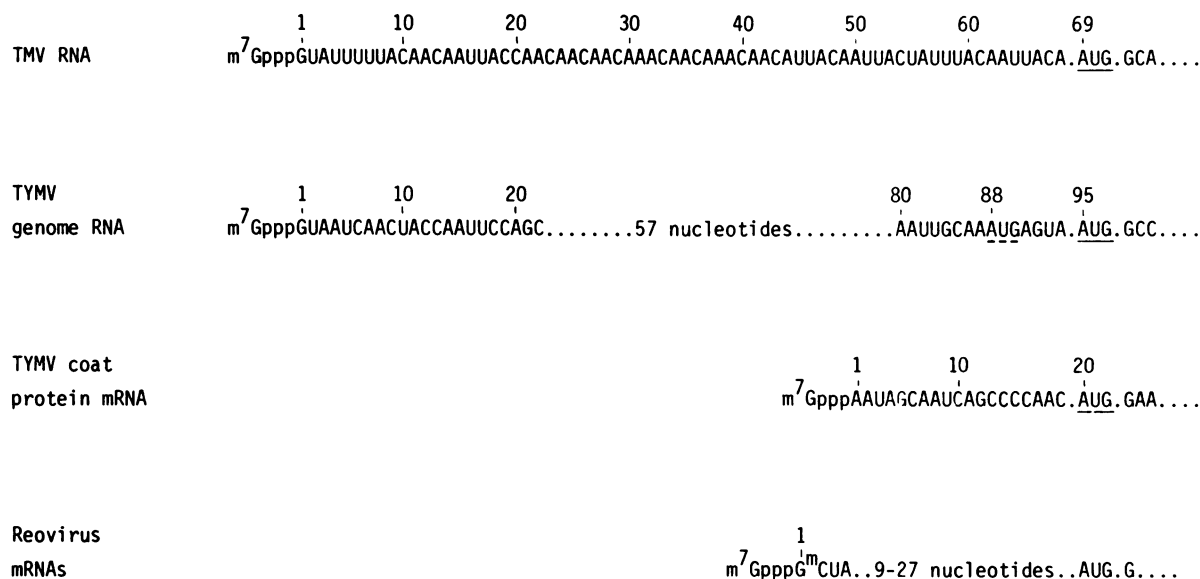 1 10 20 30 40 50 60 69
TMV RNA m7GpppGUAUUUUUACAACAAUUACCAACAACAACAAACAACAAACAACAUUACAAUUACUAUUUACAAUUACA.AUG.GCA....
TYMV 1 10 20 80 88 95
genome RNA m7GpppGUAAUCAACUACCAAUUCCAGC........57 nucleotides.........AAUUGCAAAUGAGUA.AUG.GCC....
TYMV coat 1 10 20
protein mRNA m7GpppAAUAGCAAUCAGCCCCAAC.AUG.GAA....
Reovirus 1
mRNAs m7GpppGmCUA..9-27 nucleotides..AUG.G....